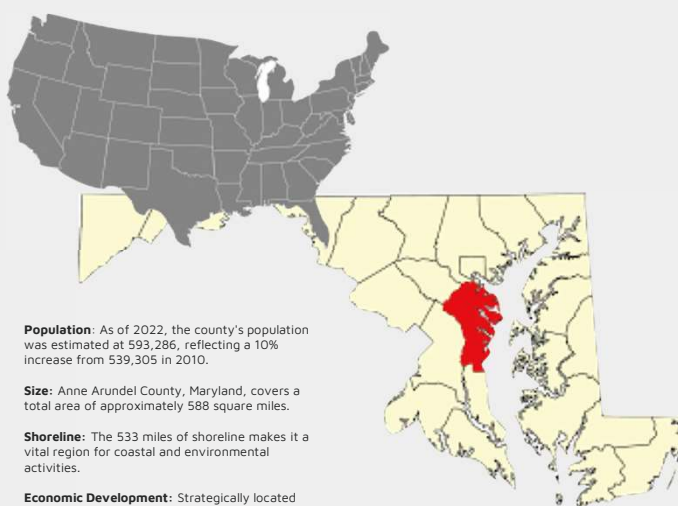 Population: As of 2022, the county's population
was estimated at 593,286, reflecting a 10%
increase from 539,305 in 2010.
Size: Anne Arundel County, Maryland, covers a
total area of approximately 588 square miles.
Shoreline: The 533 miles of shoreline makes it a
vital region for coastal and environmental
activities.
Economic Development: Strategically located